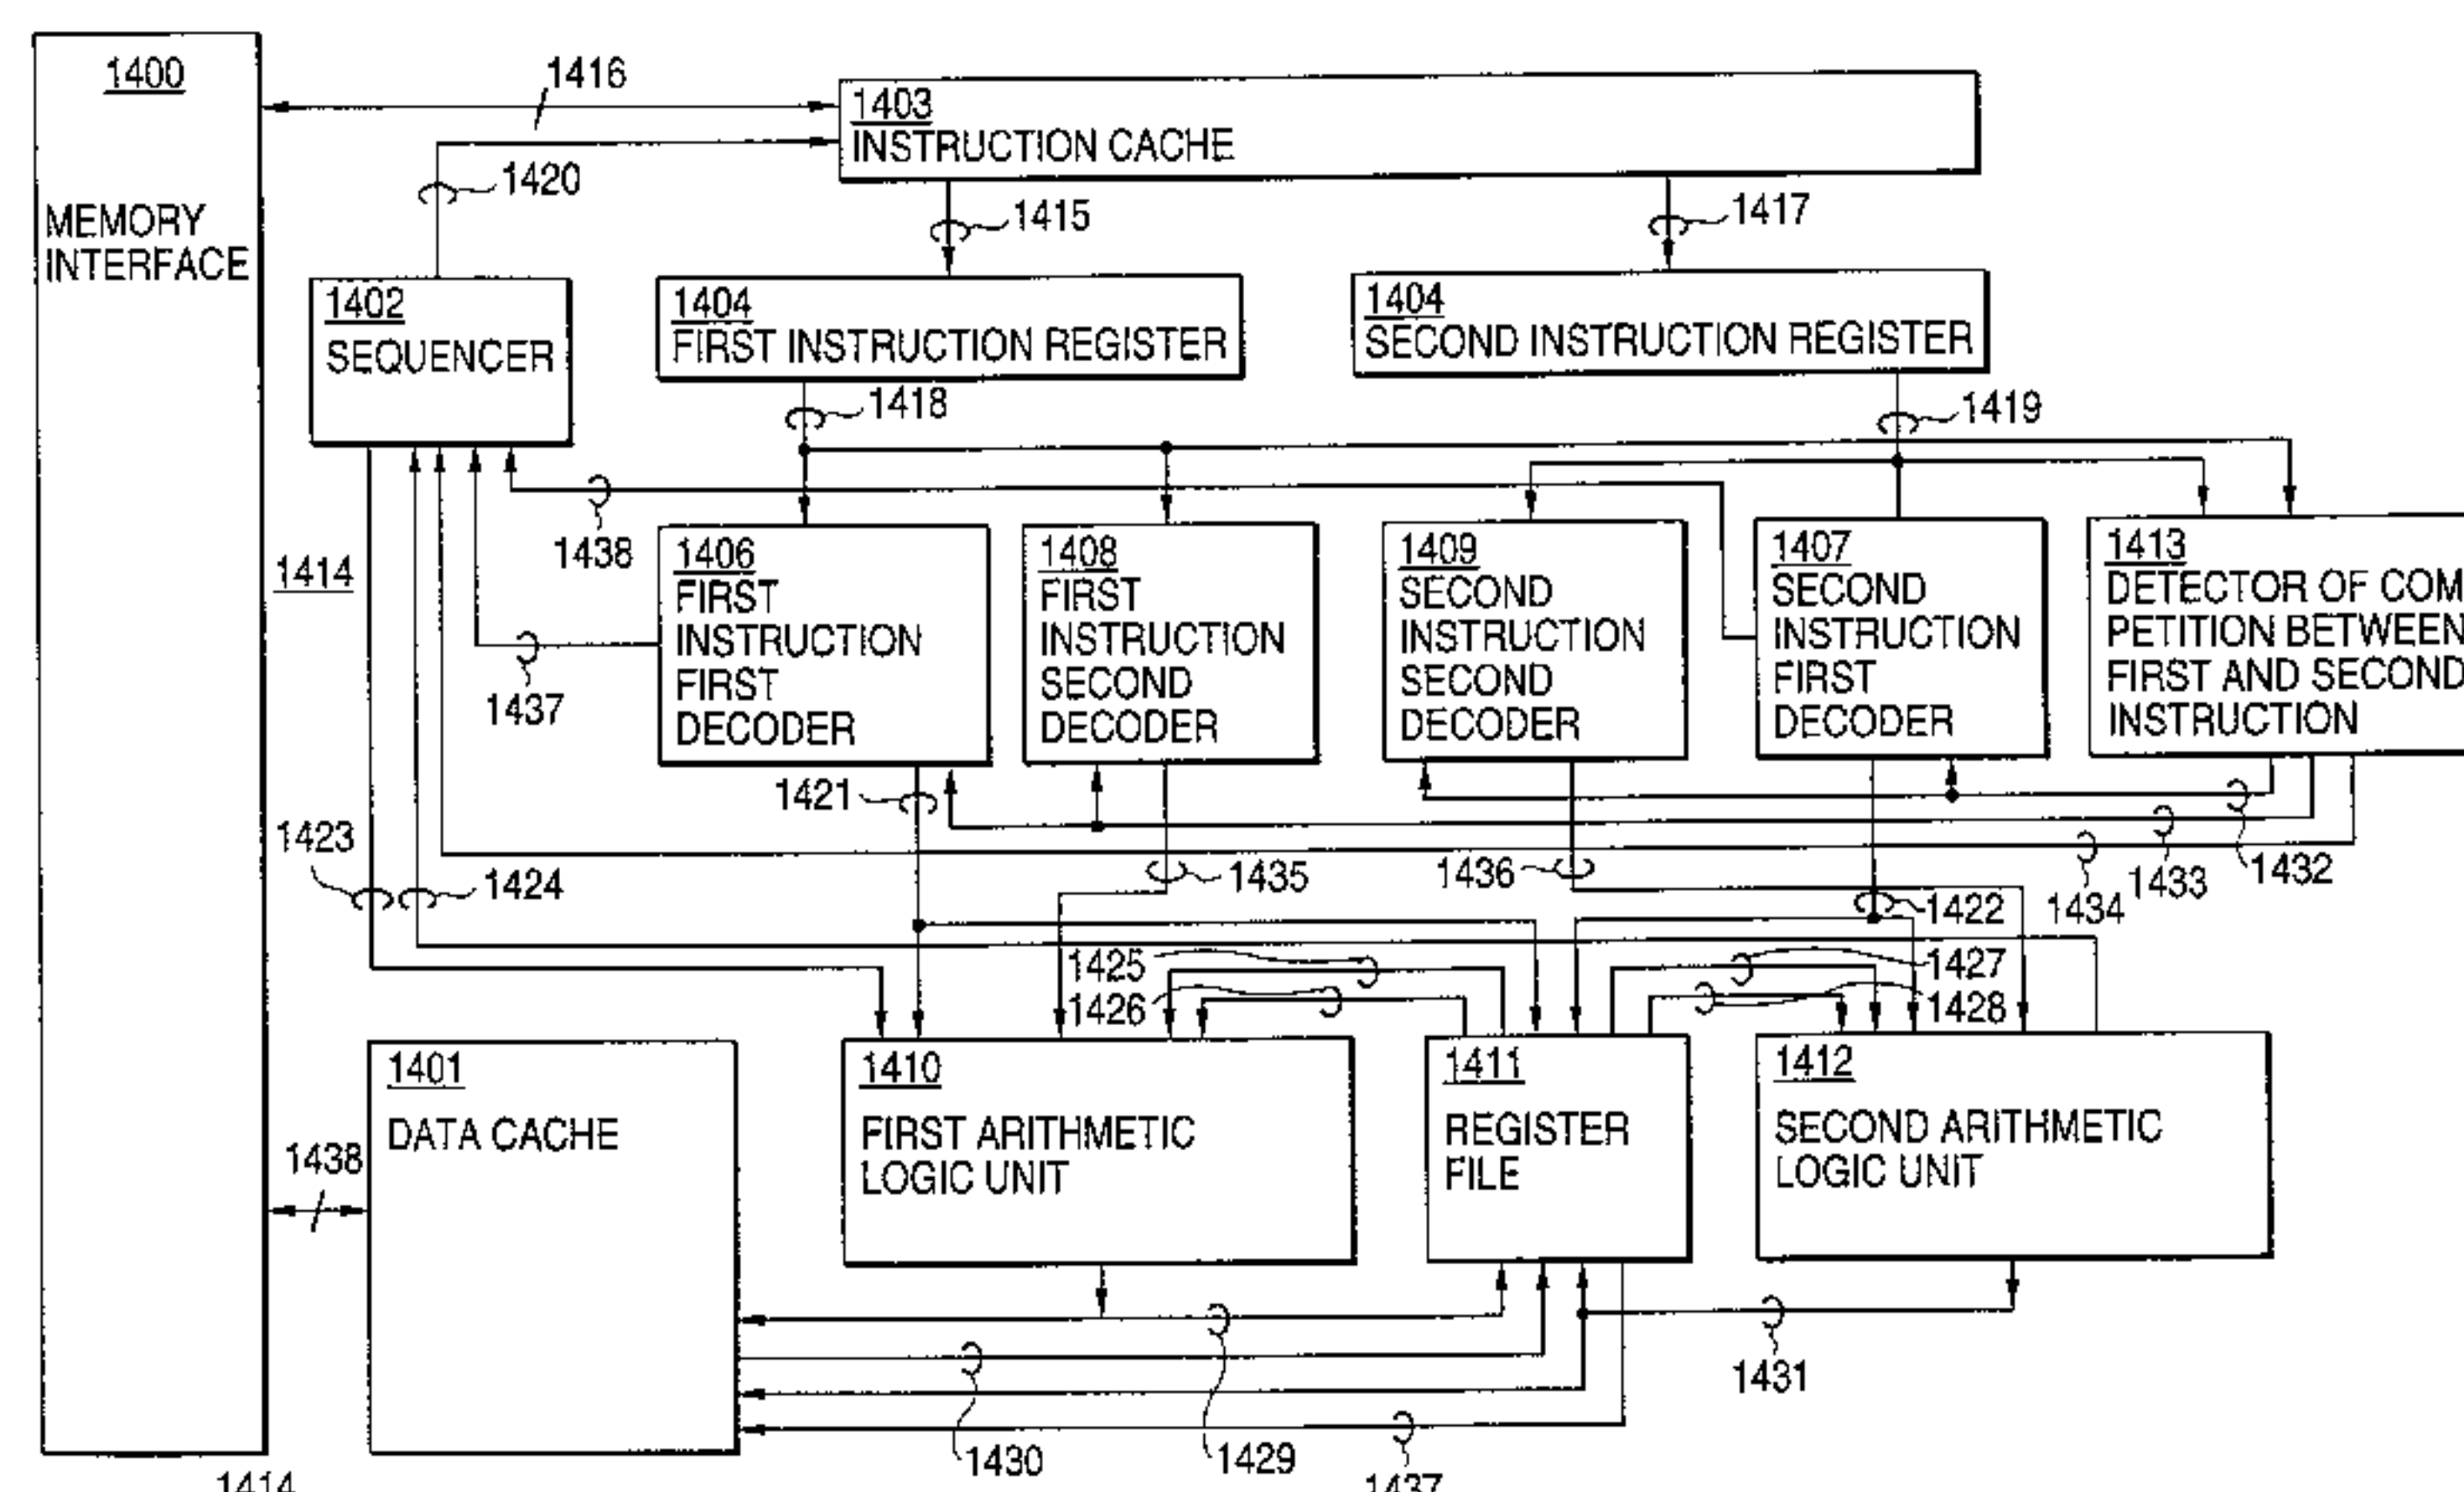 1400
MEMORY
INTERFACE
1416
1403
INSTRUCTION CACHE
1420
1415
1417
1402
SEQUENCER
1404
FIRST INSTRUCTION REGISTER
1404
SECOND INSTRUCTION REGISTER
1418
1419
1438
1414
1406
FIRST
INSTRUCTION
FIRST
DECODER
1408
FIRST
INSTRUCTION
SECOND
DECODER
1409
SECOND
INSTRUCTION
SECOND
DECODER
1407
SECOND
INSTRUCTION
FIRST
DECODER
1413
DETECTOR OF COM
PETITION BETWEEN
FIRST AND SECOND
INSTRUCTION
1437
1421
1423
1424
1435
1436
1422
1434
1433
1432
1425
1426
1427
1428
1401
DATA CACHE
1410
FIRST ARITHMETIC
LOGIC UNIT
1411
REGISTER
FILE
1412
SECOND ARITHMETIC
LOGIC UNIT
1438
1431
1430
1429
1437
1414